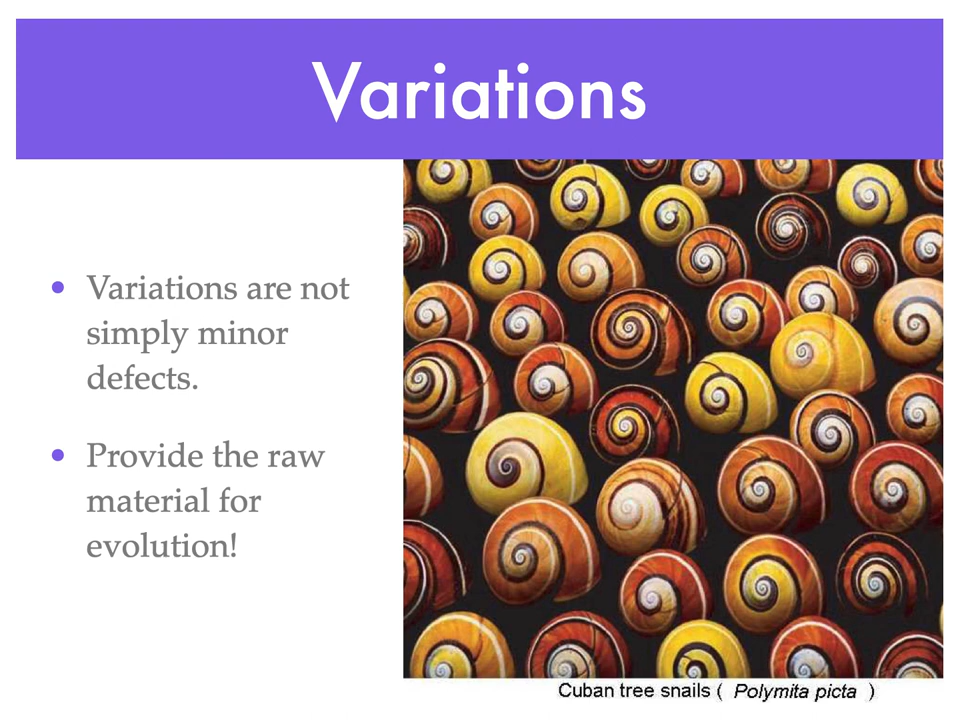 Variations
• Variations are not
simply minor
defects.
• Provide the raw
material for
evolution!
Cuban tree snails ( Polymita picta )